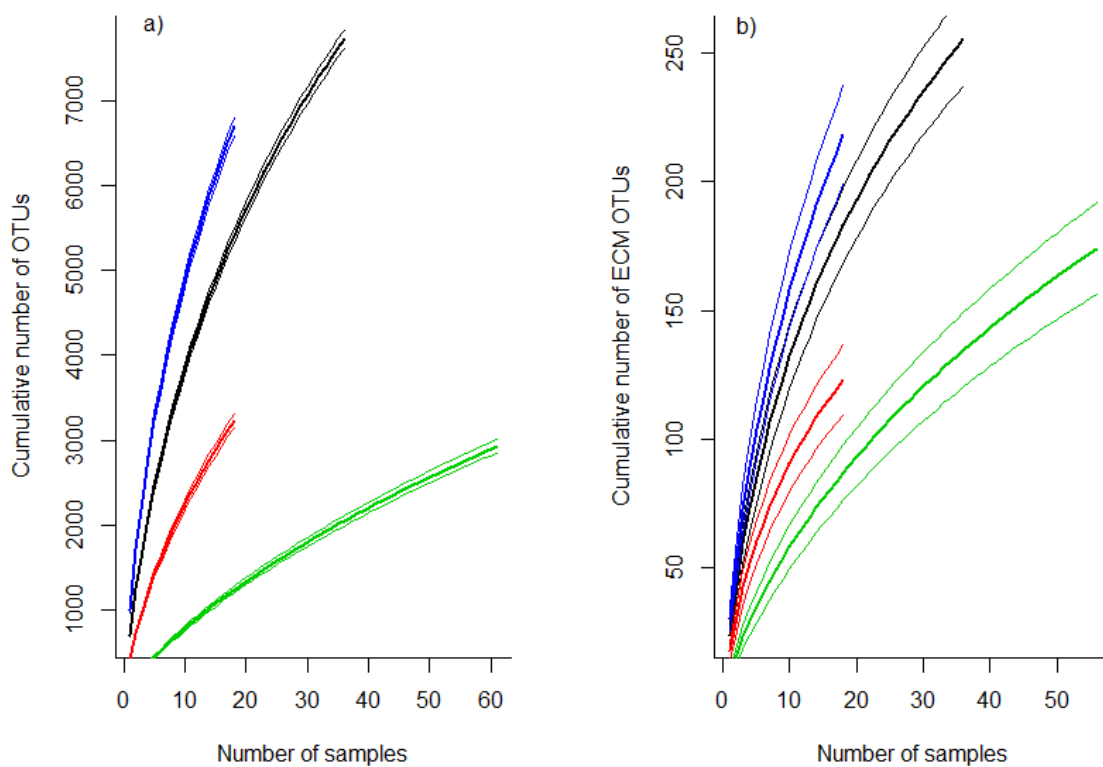 a)
Cumulative number of OTUs
7000
6000
5000
4000
3000
2000
1000
0 10 20 30 40 50 60
Number of samples
b)
Cumulative number of ECM OTUs
250
200
150
100
50
0 10 20 30 40 50
Number of samples